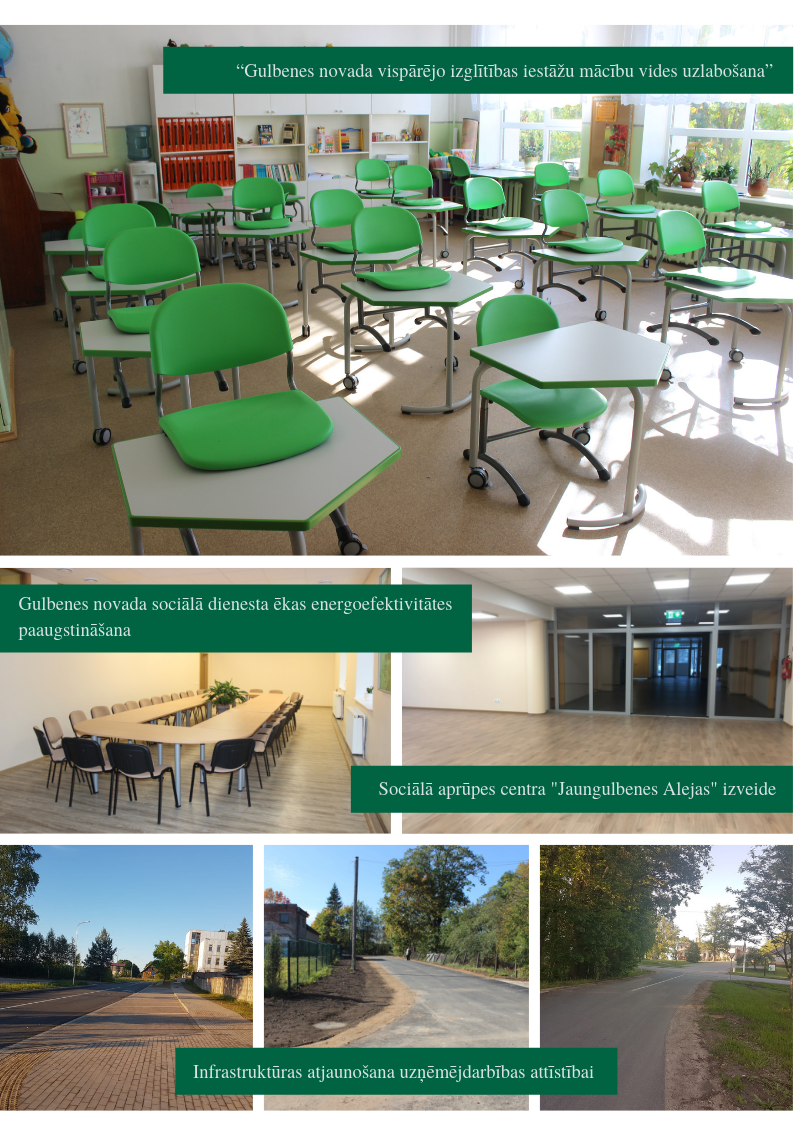 “Gulbenes novada vispārējo izglītības iestāžu mācību vides uzlabošana”
Gulbenes novada sociālā dienesta ēkas energoefektivitātes
paaugstināšana
Sociālā aprūpes centra "Jaungulbenes Alejas" izveide
Infrastruktūras atjaunošana uzņēmējdarbības attīstībai